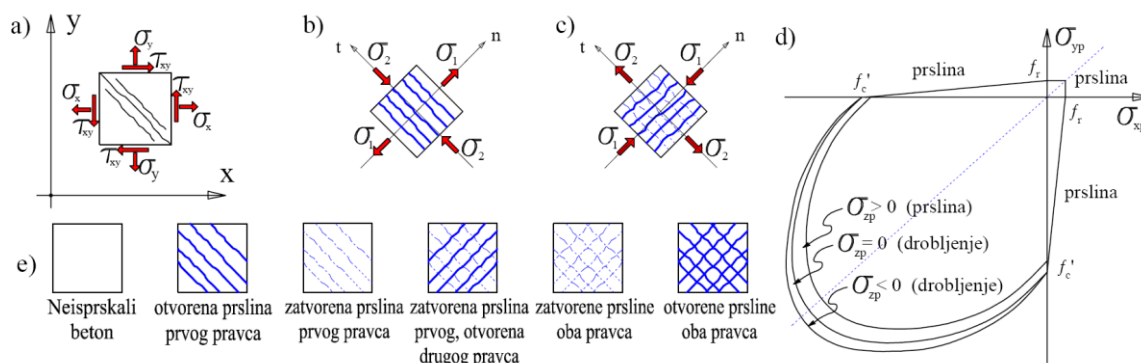 a)
y
σy
τxy
τxy
σx
σx
τxy
τxy
σy
x
b)
t
n
σ2
σ1
σ1
σ2
c)
t
n
σ2
σ1
σ1
σ2
d)
σyp
prslina
fr
prslina
fc'
fr
σxp
prslina
σzp > 0 (prslina)
σzp = 0 (drobljenje)
σzp < 0 (drobljenje)
fc'
e)
Neisprskali
beton
otvorena prslina
prvog pravca
zatvorena prslina
prvog pravca
zatvorena prslina
prvog, otvorena
drugog pravca
zatvorene prsline
oba pravca
otvorene prsline
oba pravca